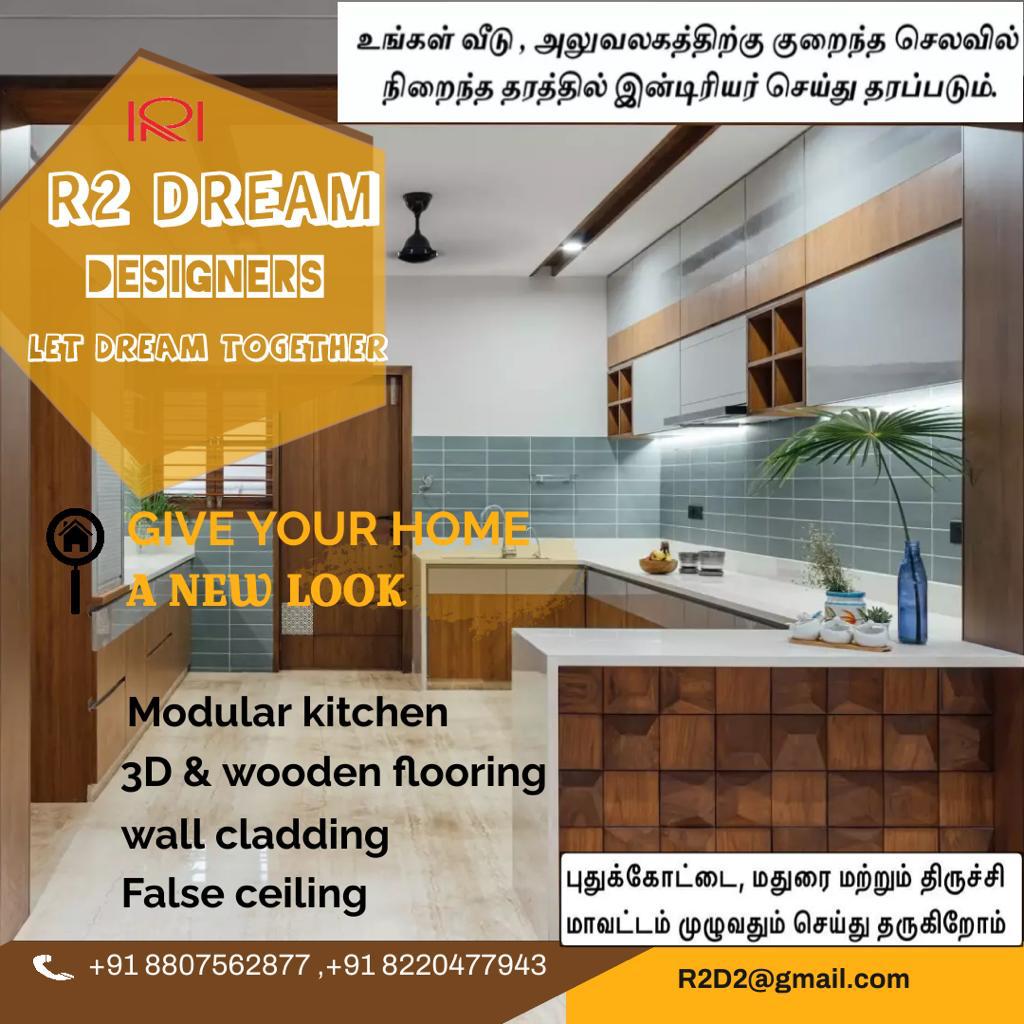 உங்கள் வீடு , அலுவலகத்திற்கு குறைந்த செலவில்
நிறைந்த தரத்தில் இன்டிரியர் செய்து தரப்படும்.
R2 DREAM
DESIGNERS
LET DREAM TOGETHER
GIVE YOUR HOME
A NEW LOOK
Modular kitchen
3D & wooden flooring
wall cladding
False ceiling
புதுக்கோட்டை, மதுரை மற்றும் திருச்சி
மாவட்டம் முழுவதும் செய்து தருகிறோம்
+91 8807562877 ,+91 8220477943
R2D2@gmail.com